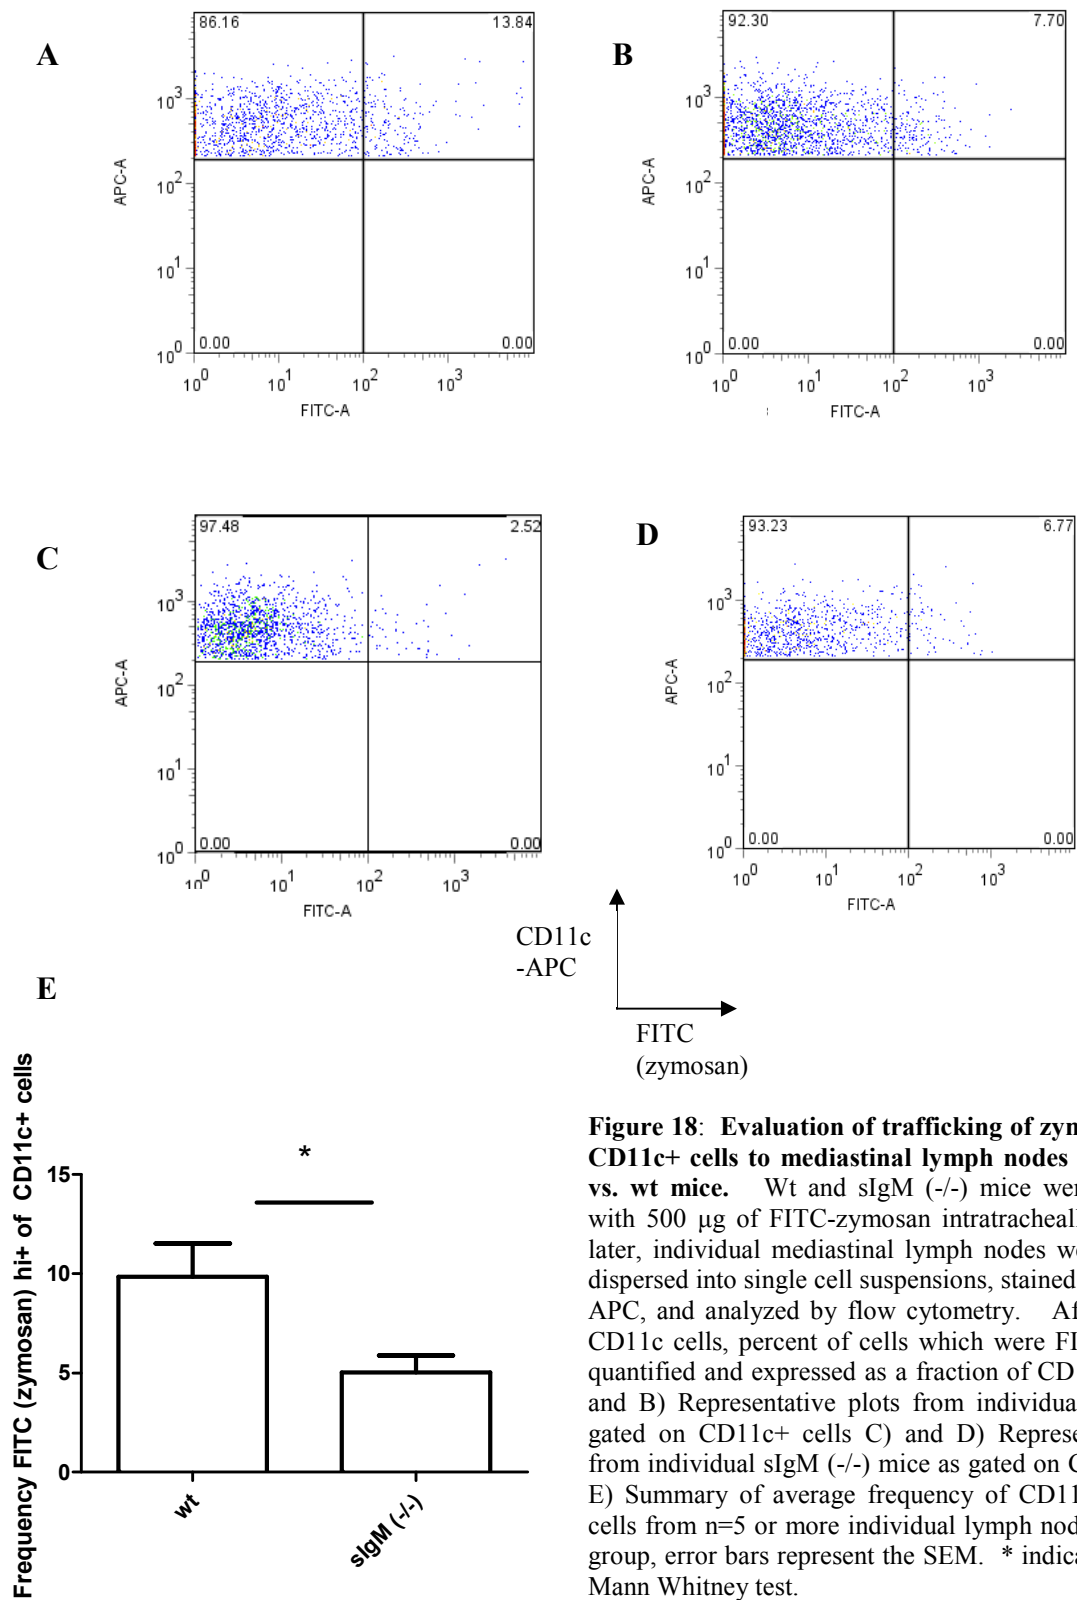 A
86.16 13.84
10^3
10^2
10^1
10^0
APC-A
0.00 0.00
10^0 10^1 10^2 10^3
FITC-A
B
92.30 7.70
10^3
10^2
10^1
10^0
APC-A
0.00 0.00
10^0 10^1 10^2 10^3
FITC-A
C
97.48 2.52
10^3
10^2
10^1
10^0
APC-A
0.00 0.00
10^0 10^1 10^2 10^3
FITC-A
D
93.23 6.77
10^3
10^2
10^1
10^0
APC-A
0.00 0.00
10^0 10^1 10^2 10^3
FITC-A
CD11c
-APC
FITC
(zymosan)
E
Frequency FITC (zymosan) hi+ of CD11c+ cells
15
10
5
0
*
wt
sIgM (-/-)
Figure 18: Evaluation of trafficking of
CD11c+ cells to mediastinal lymph nodes
vs. wt mice. Wt and sIgM (-/-) mice
with 500 µg of FITC-zymosan
later, individual mediastinal lymph nodes
dispersed into single cell suspensions, stained
APC, and analyzed by flow cytometry.
CD11c cells, percent of cells which were
quantified and expressed as a fraction of
and B) Representative plots from
gated on CD11c+ cells C) and D)
from individual sIgM (-/-) mice as gated on
E) Summary of average frequency of
cells from n=5 or more individual lymph
group, error bars represent the SEM. *
Mann Whitney test.